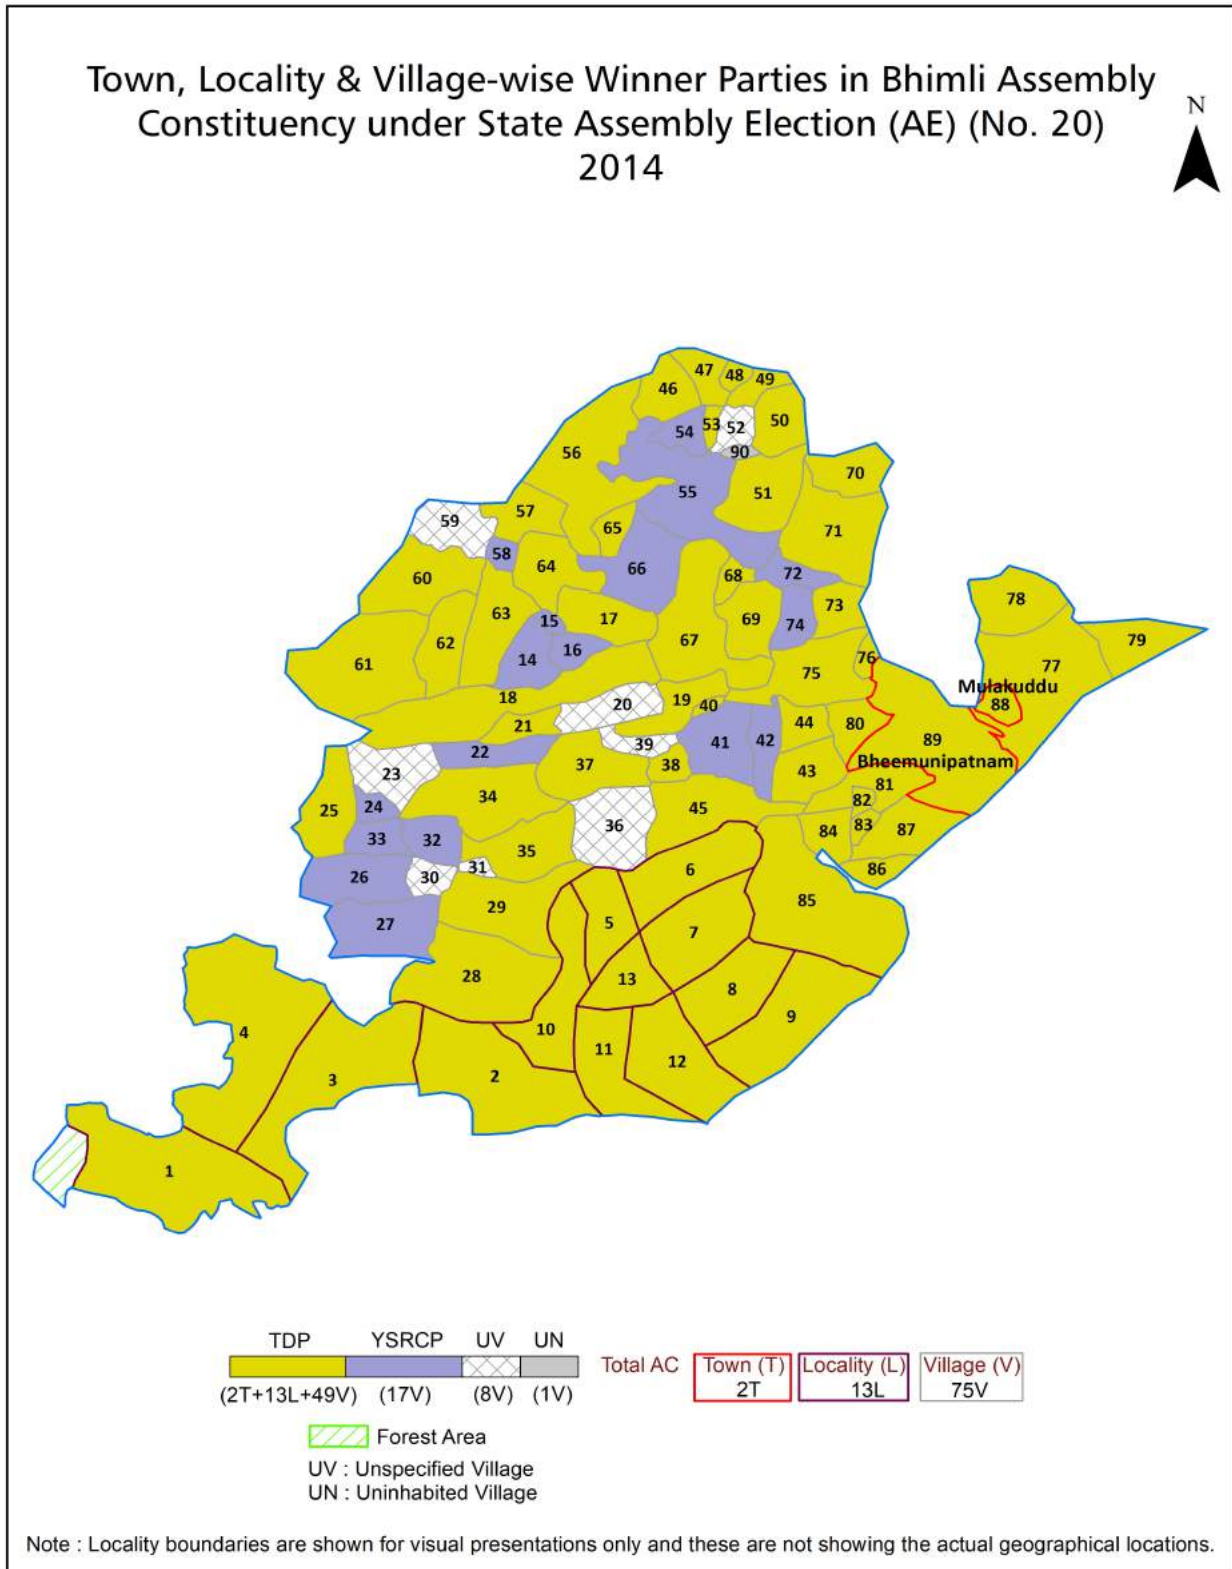 Town, Locality & Village-wise Winner Parties in Bhimli Assembly
Constituency under State Assembly Election (AE) (No. 20)
2014
N
47 48 49
46
50
53 52
54
90
56
55 51
70
59
57
65
71
58
64 66 68 72
60
78
63
15 17 69 74 73
62
16 67
79
61
14
76
75
77
Mulakuddu
18 20 19 40
88
21
44 80
89
22 39 41 42
Bheemunipatnam
23 37 38 43
81
34
82
25 24
45
36
84 83 87
33 32
35
31
86
26 30
6
29
85
27
5 7
28
13 8
4
10
9
11
12
3 2
1
TDP YSRCP UV UN
(2T+13L+49V) (17V) (8V) (1V)
Total AC Town (T) Locality (L) Village (V)
2T 13L 75V
Forest Area
UV : Unspecified Village
UN : Uninhabited Village
Note : Locality boundaries are shown for visual presentations only and these are not showing the actual geographical locations.